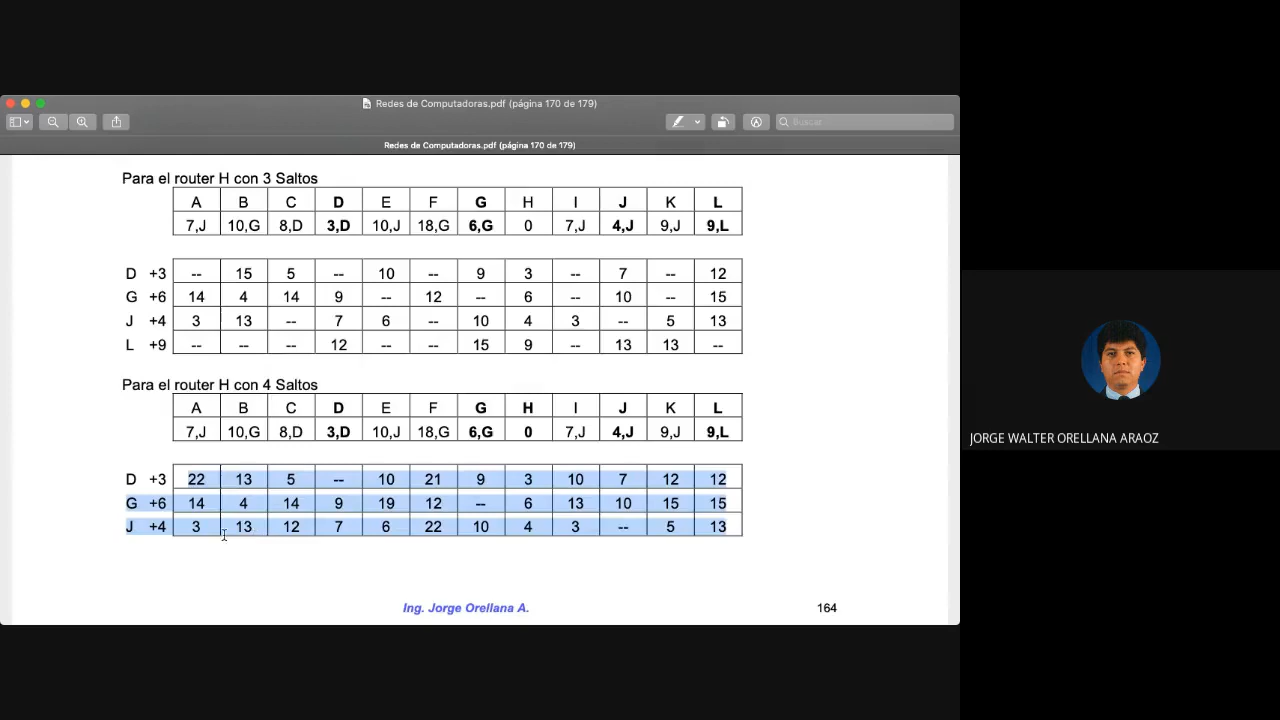 Redes de Computadoras.pdf (página 170 de 179)
Buscar
Redes de Computadoras.pdf (página 170 de 179)
Para el router H con 3 Saltos
A B C D E F G H I J K L
7,J 10,G 8,D 3,D 10,J 18,G 6,G 0 7,J 4,J 9,J 9,L
D +3 -- 15 5 -- 10 -- 9 3 -- 7 -- 12
G +6 14 4 14 9 -- 12 -- 6 -- 10 -- 15
J +4 3 13 -- 7 6 -- 10 4 3 -- 5 13
L +9 -- -- -- 12 -- -- 15 9 -- 13 13 --
Para el router H con 4 Saltos
A B C D E F G H I J K L
7,J 10,G 8,D 3,D 10,J 18,G 6,G 0 7,J 4,J 9,J 9,L
D +3 22 13 5 -- 10 21 9 3 10 7 12 12
G +6 14 4 14 9 19 12 -- 6 13 10 15 15
J +4 3 13 12 7 6 22 10 4 3 -- 5 13
Ing. Jorge Orellana A. 164
JORGE WALTER ORELLANA ARAOZ